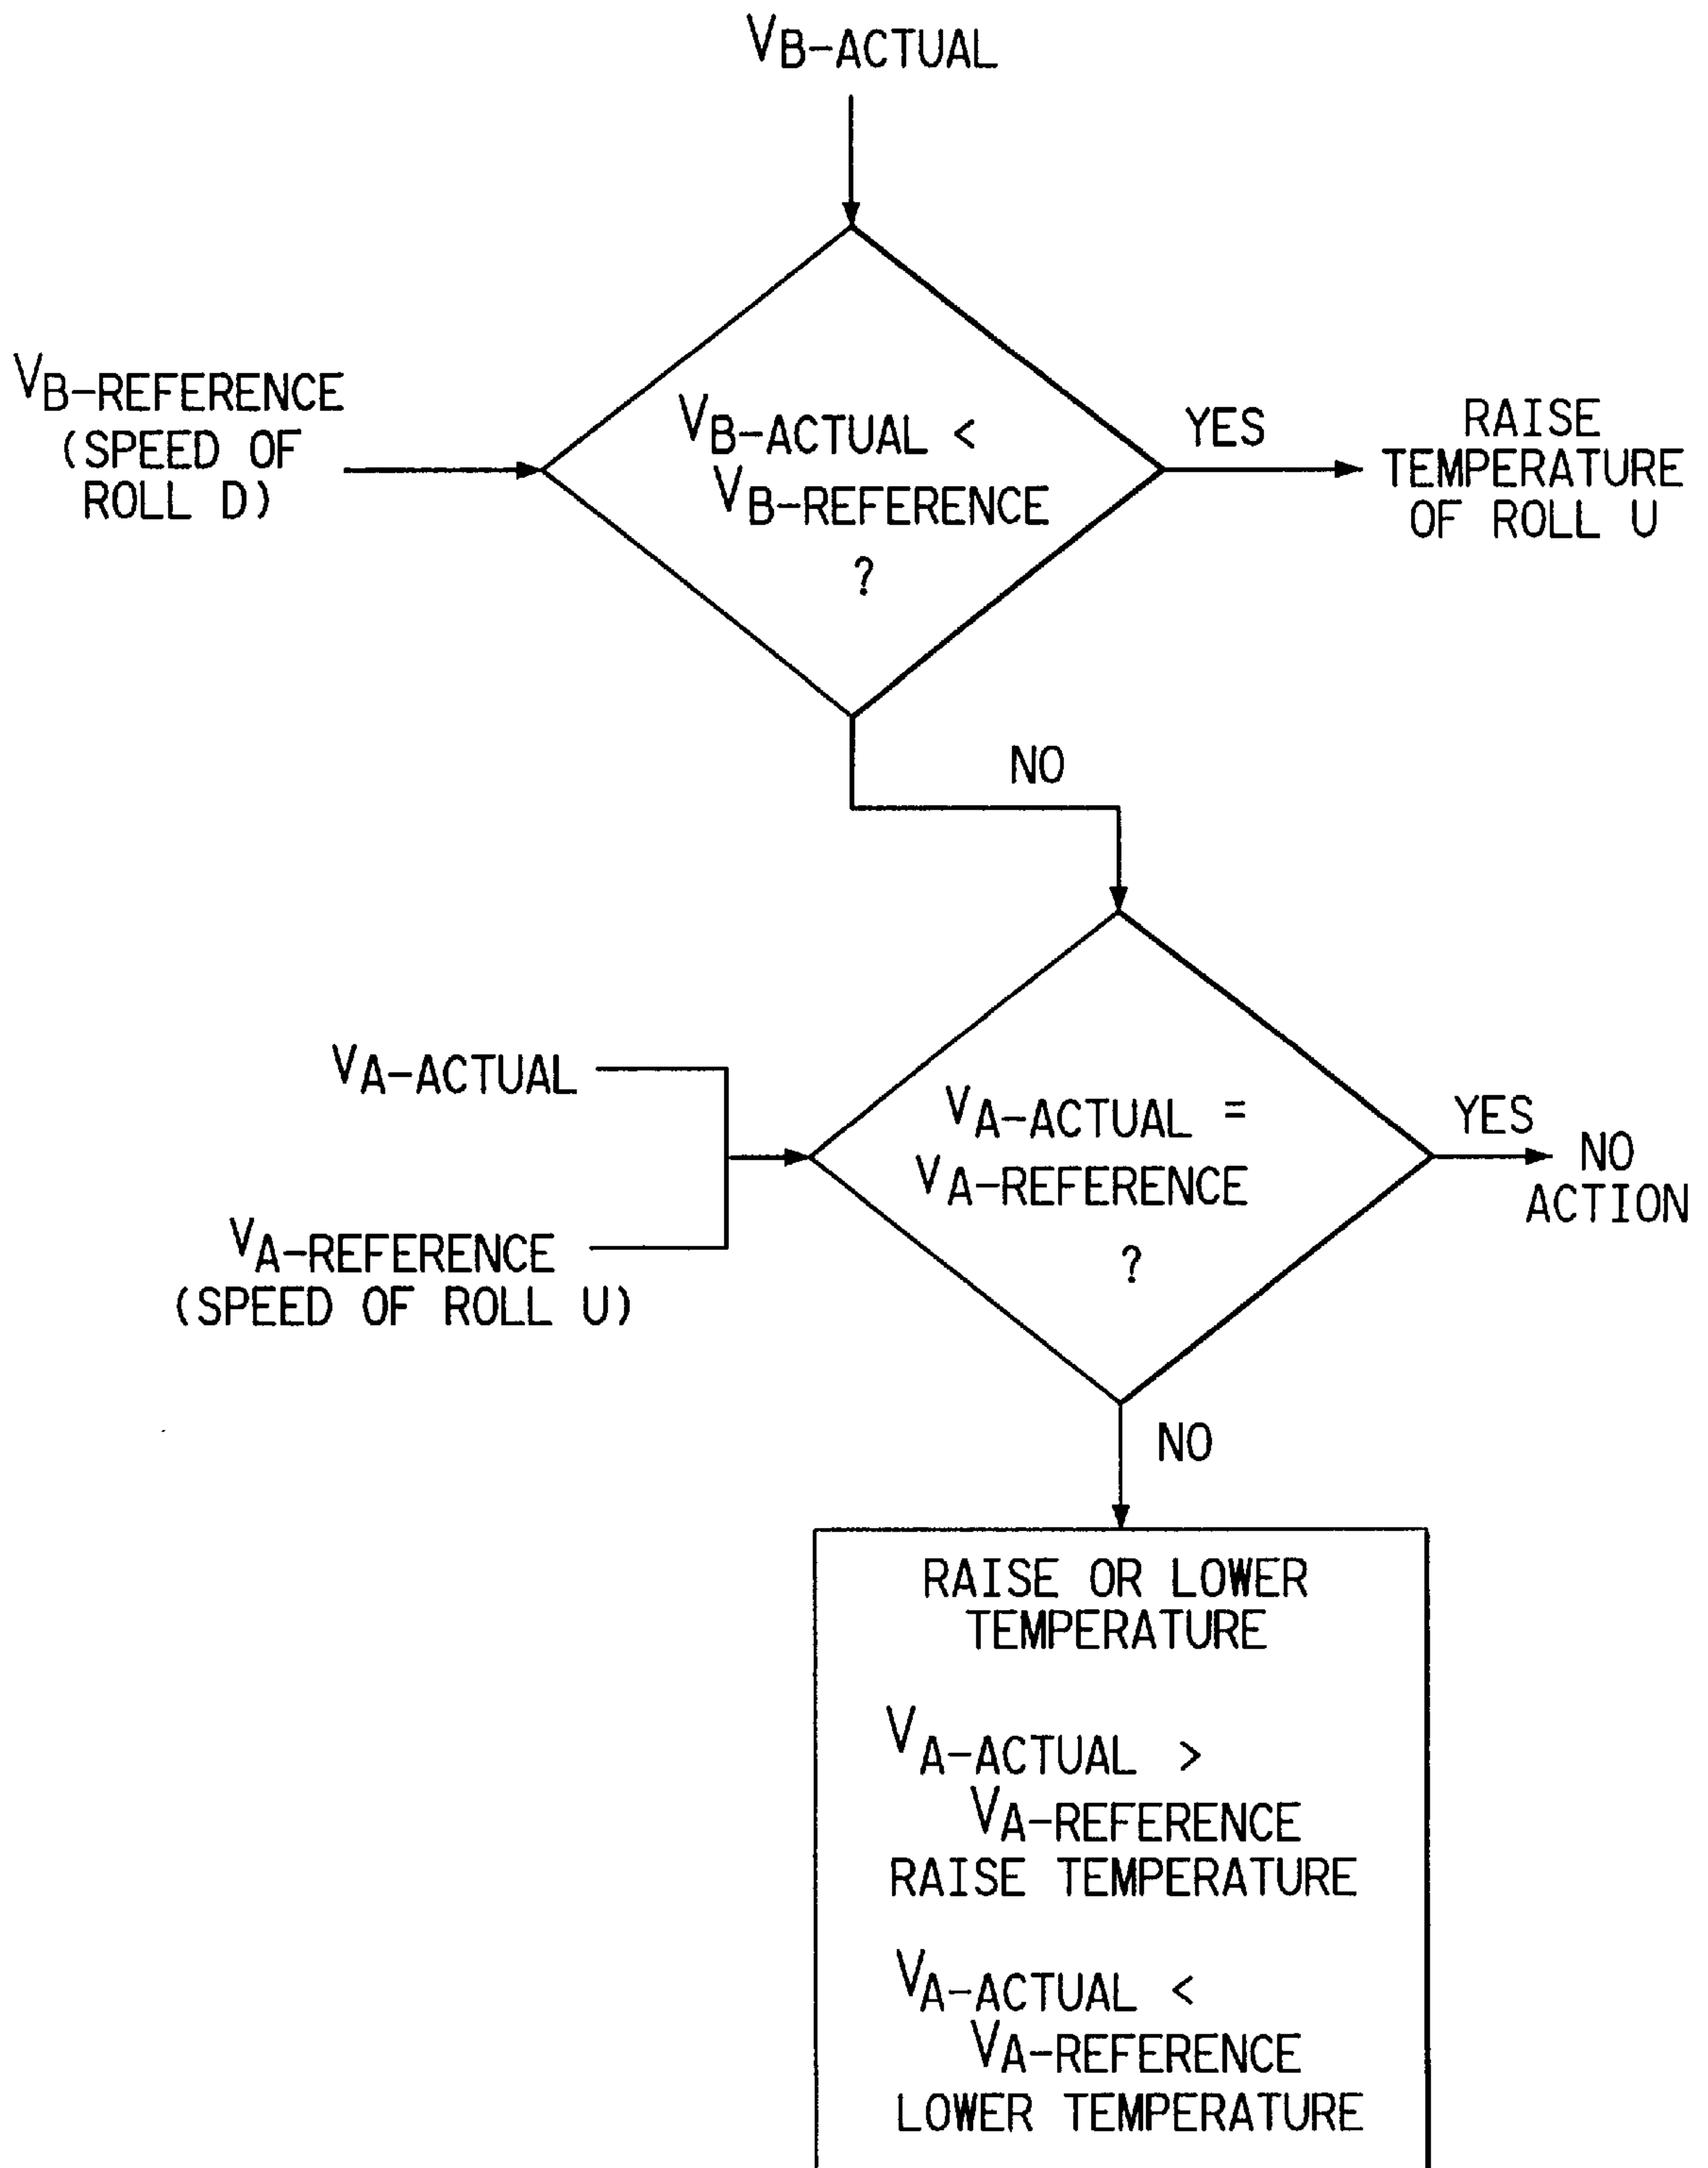 VB-ACTUAL
VB-REFERENCE
(SPEED OF
ROLL D)
VB-ACTUAL <
VB-REFERENCE
?
YES
RAISE
TEMPERATURE
OF ROLL U
NO
VA-ACTUAL
VA-REFERENCE
(SPEED OF ROLL U)
VA-ACTUAL =
VA-REFERENCE
?
YES
NO
ACTION
NO
RAISE OR LOWER
TEMPERATURE
VA-ACTUAL >
VA-REFERENCE
RAISE TEMPERATURE
VA-ACTUAL <
VA-REFERENCE
LOWER TEMPERATURE